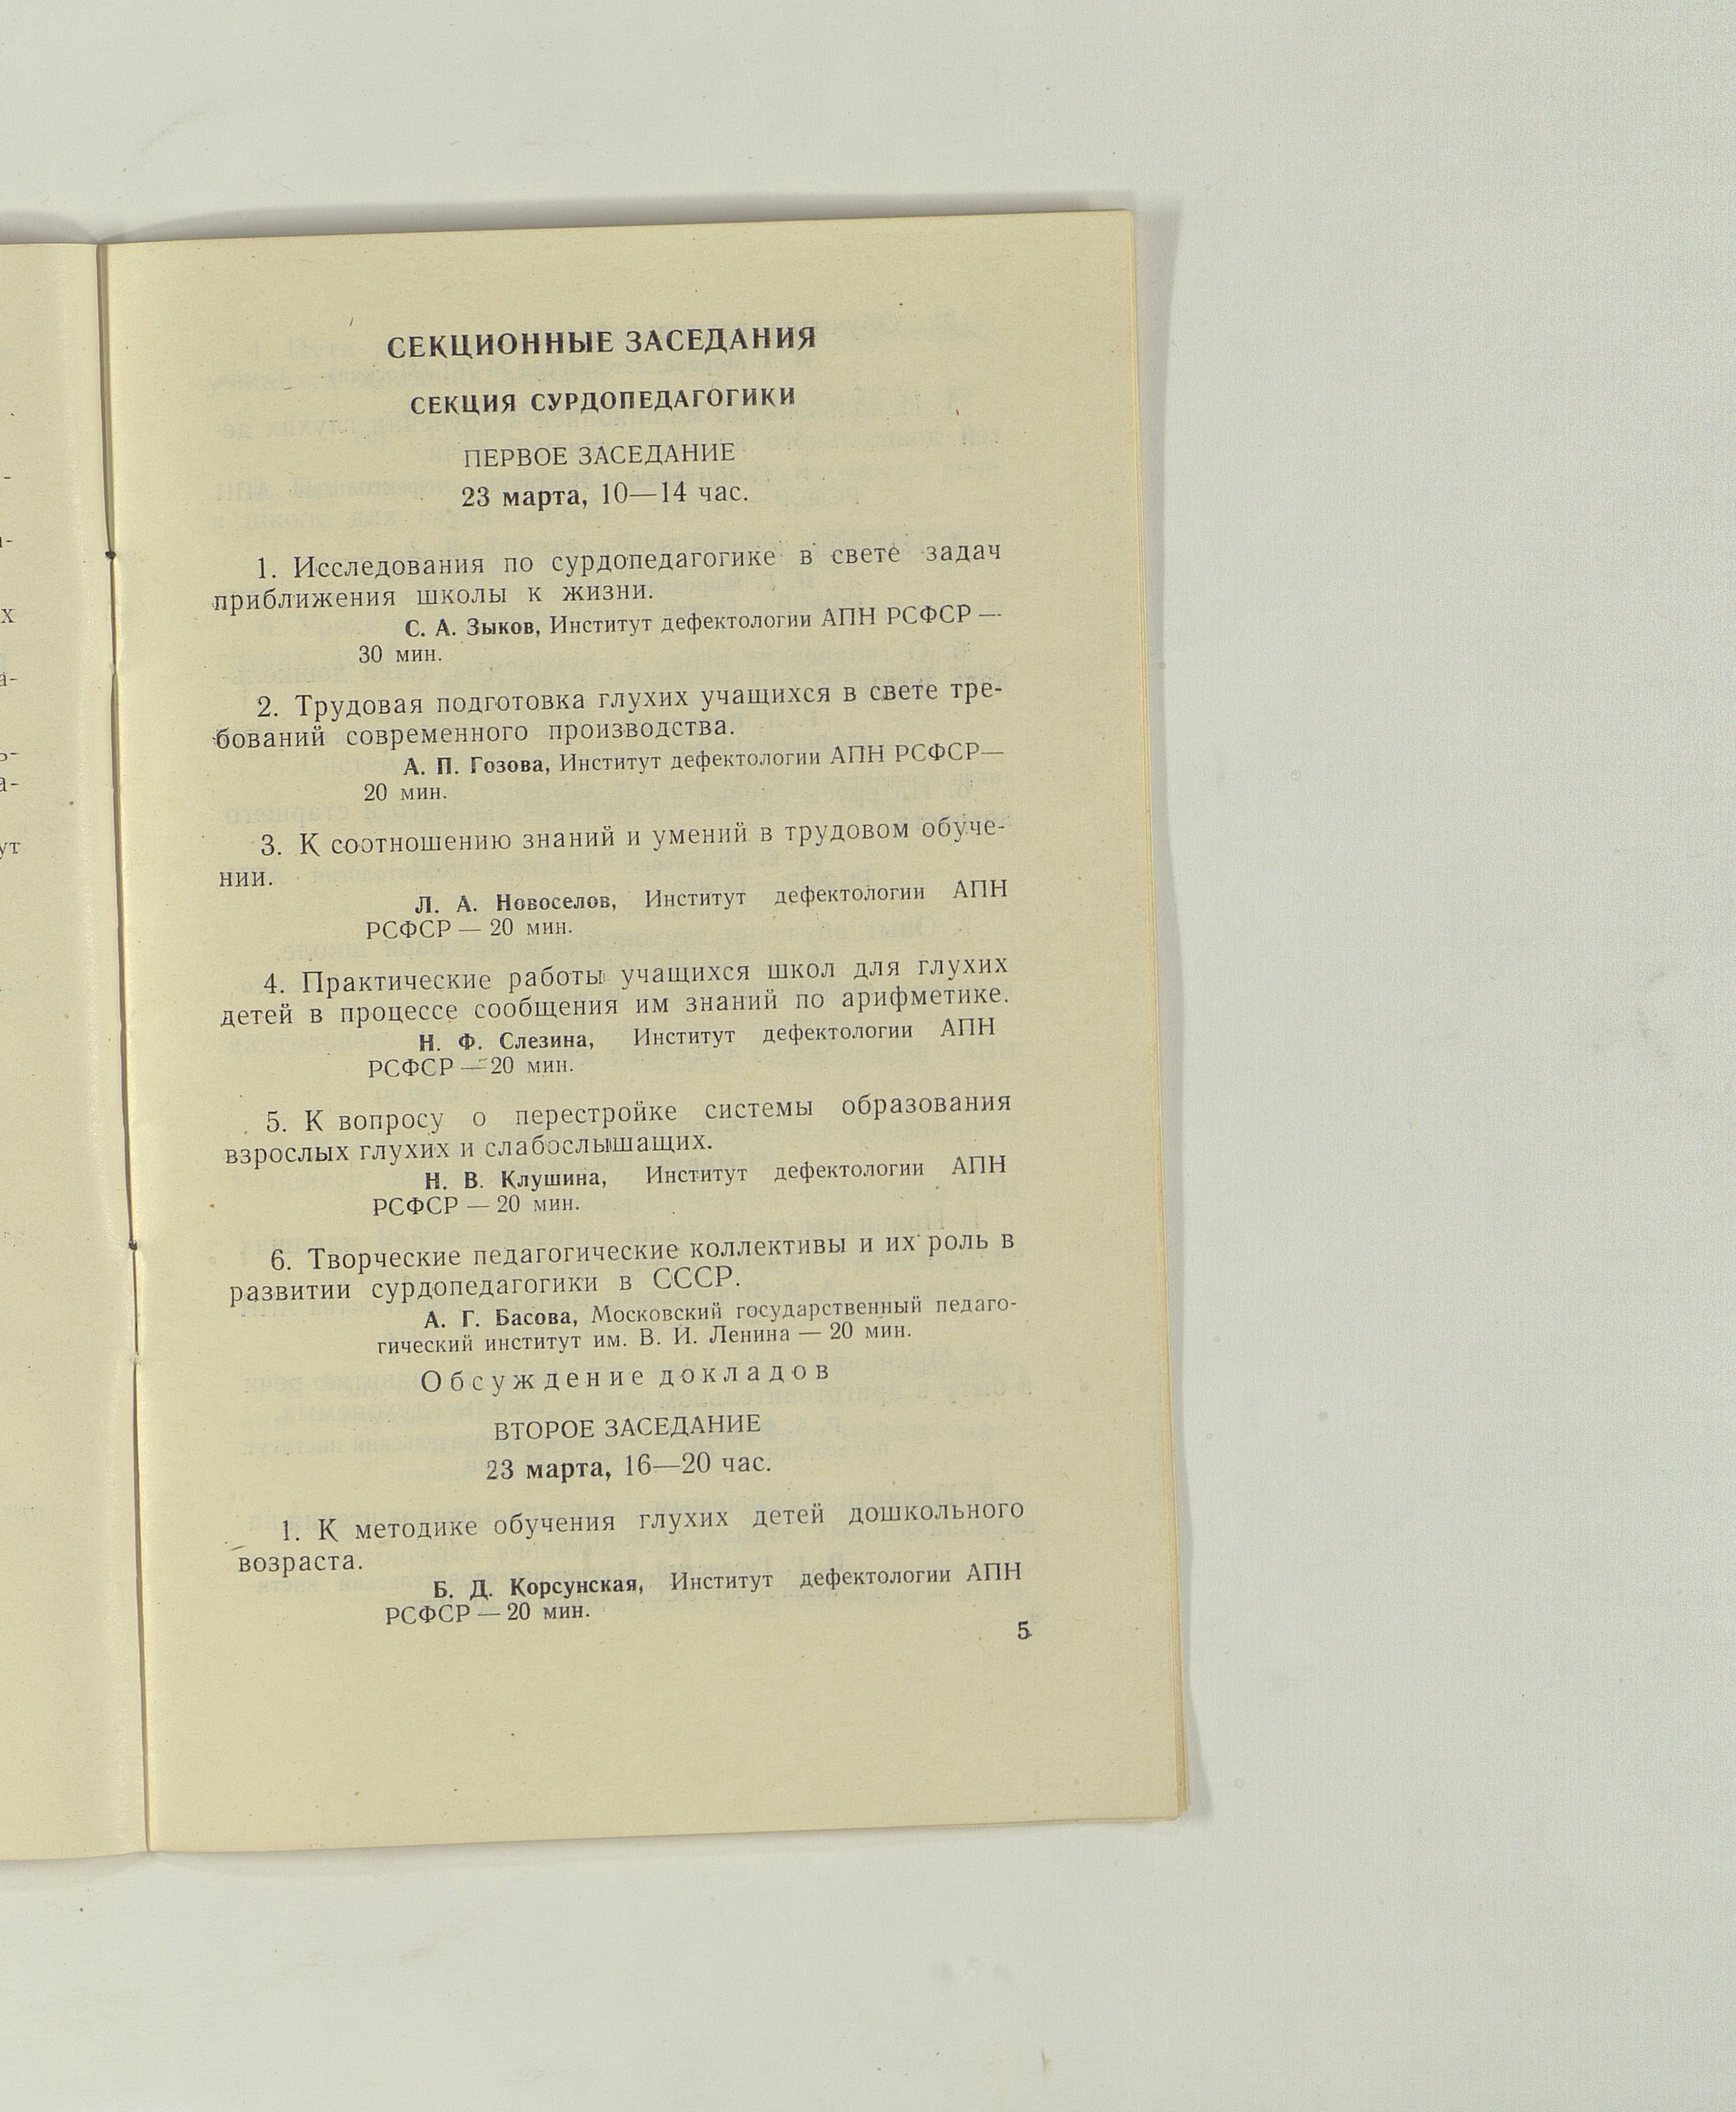 СЕКЦИОННЫЕ ЗАСЕДАНИЯ
СЕКЦИЯ СУРДОПЕДАГОГИКИ
ПЕРВОЕ ЗАСЕДАНИЕ
23 марта, 10—14 час.
1. Исследования по сурдопедагогике в свете задач
приближения школы к жизни.
С. А. Зыков, Институт дефектологии АПН РСФСР —
30 мин.
2. Трудовая подготовка глухих учащихся в свете тре-
бований современного производства.
А. П. Гозова, Институт дефектологии АПН РСФСР—
20 мин.
3. К соотношению знаний и умений в трудовом обуче-
нии.
Л. А. Новоселов, Институт дефектологии АПН
РСФСР — 20 мин.
4. Практические работы учащихся школ для глухих
детей в процессе сообщения им знаний по арифметике.
Н. Ф. Слезина, Институт дефектологии АПН
РСФСР — 20 мин.
5. К вопросу о перестройке системы образования
взрослых глухих и слабослышащих.
Н. В. Клушина, Институт дефектологии АПН
РСФСР — 20 мин.
6. Творческие педагогические коллективы и их роль в
развитии сурдопедагогики в СССР.
А. Г. Басова, Московский государственный педаго-
гический институт им. В. И. Ленина — 20 мин.
Обсуждение докладов
ВТОРОЕ ЗАСЕДАНИЕ
23 марта, 16—20 час.
1. К методике обучения глухих детей дошкольного
возраста.
Б. Д. Корсунская, Институт дефектологии АПН
РСФСР — 20 мин.
5